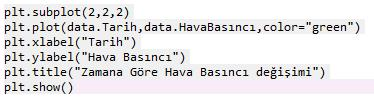 plt.subplot(2,2,2)
plt.plot(data.Tarih,data.HavaBasıncı,color="green")
plt.xlabel("Tarih")
plt.ylabel("Hava Basıncı")
plt.title("Zamana Göre Hava Basıncı değişimi")
plt.show()